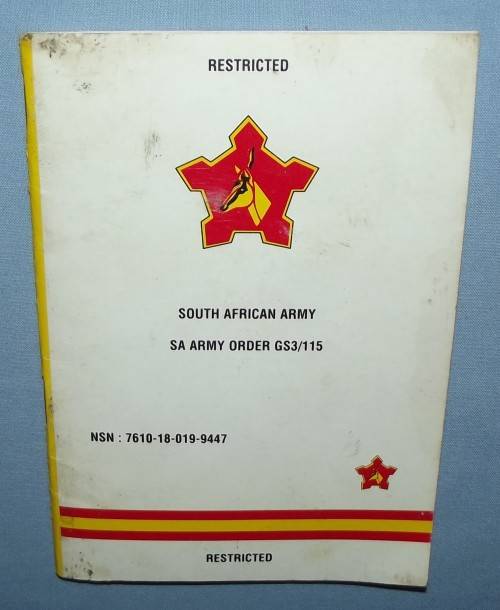 RESTRICTED
SOUTH AFRICAN ARMY
SA ARMY ORDER GS3/115
NSN : 7610-18-019-9447
RESTRICTED